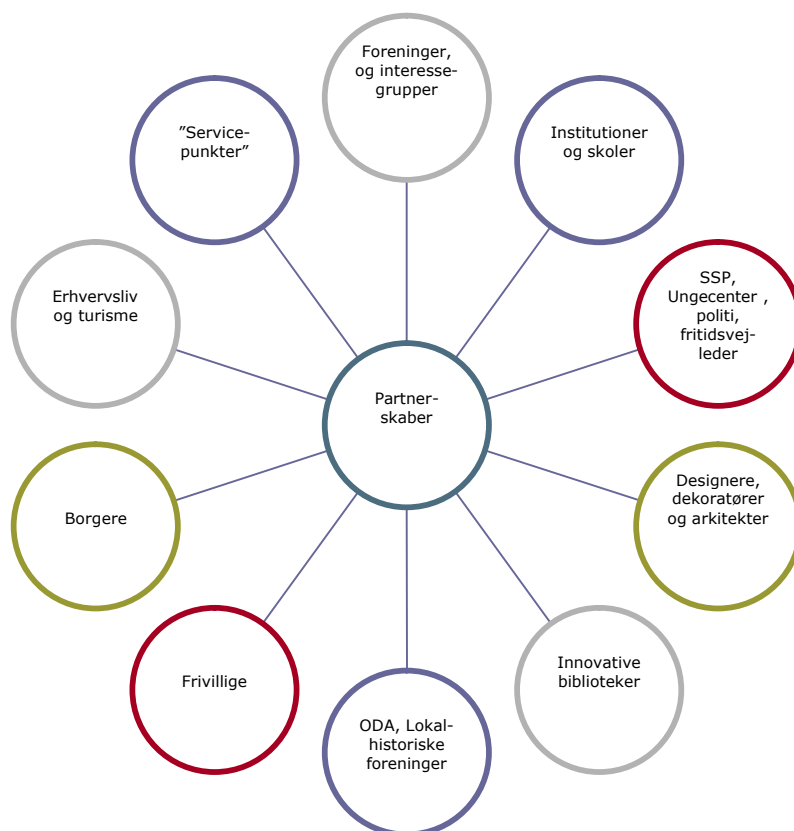 Foreninger,
og interesse-
grupper
Institutioner
og skoler
SSP,
Ungecenter ,
politi,
fritidsvej-
leder
Designere,
dekoratører
og arkitekter
Innovative
biblioteker
ODA, Lokal-
historiske
foreninger
Frivillige
Borgere
Erhvervsliv
og turisme
”Service-
punkter”
Partner-
skaber